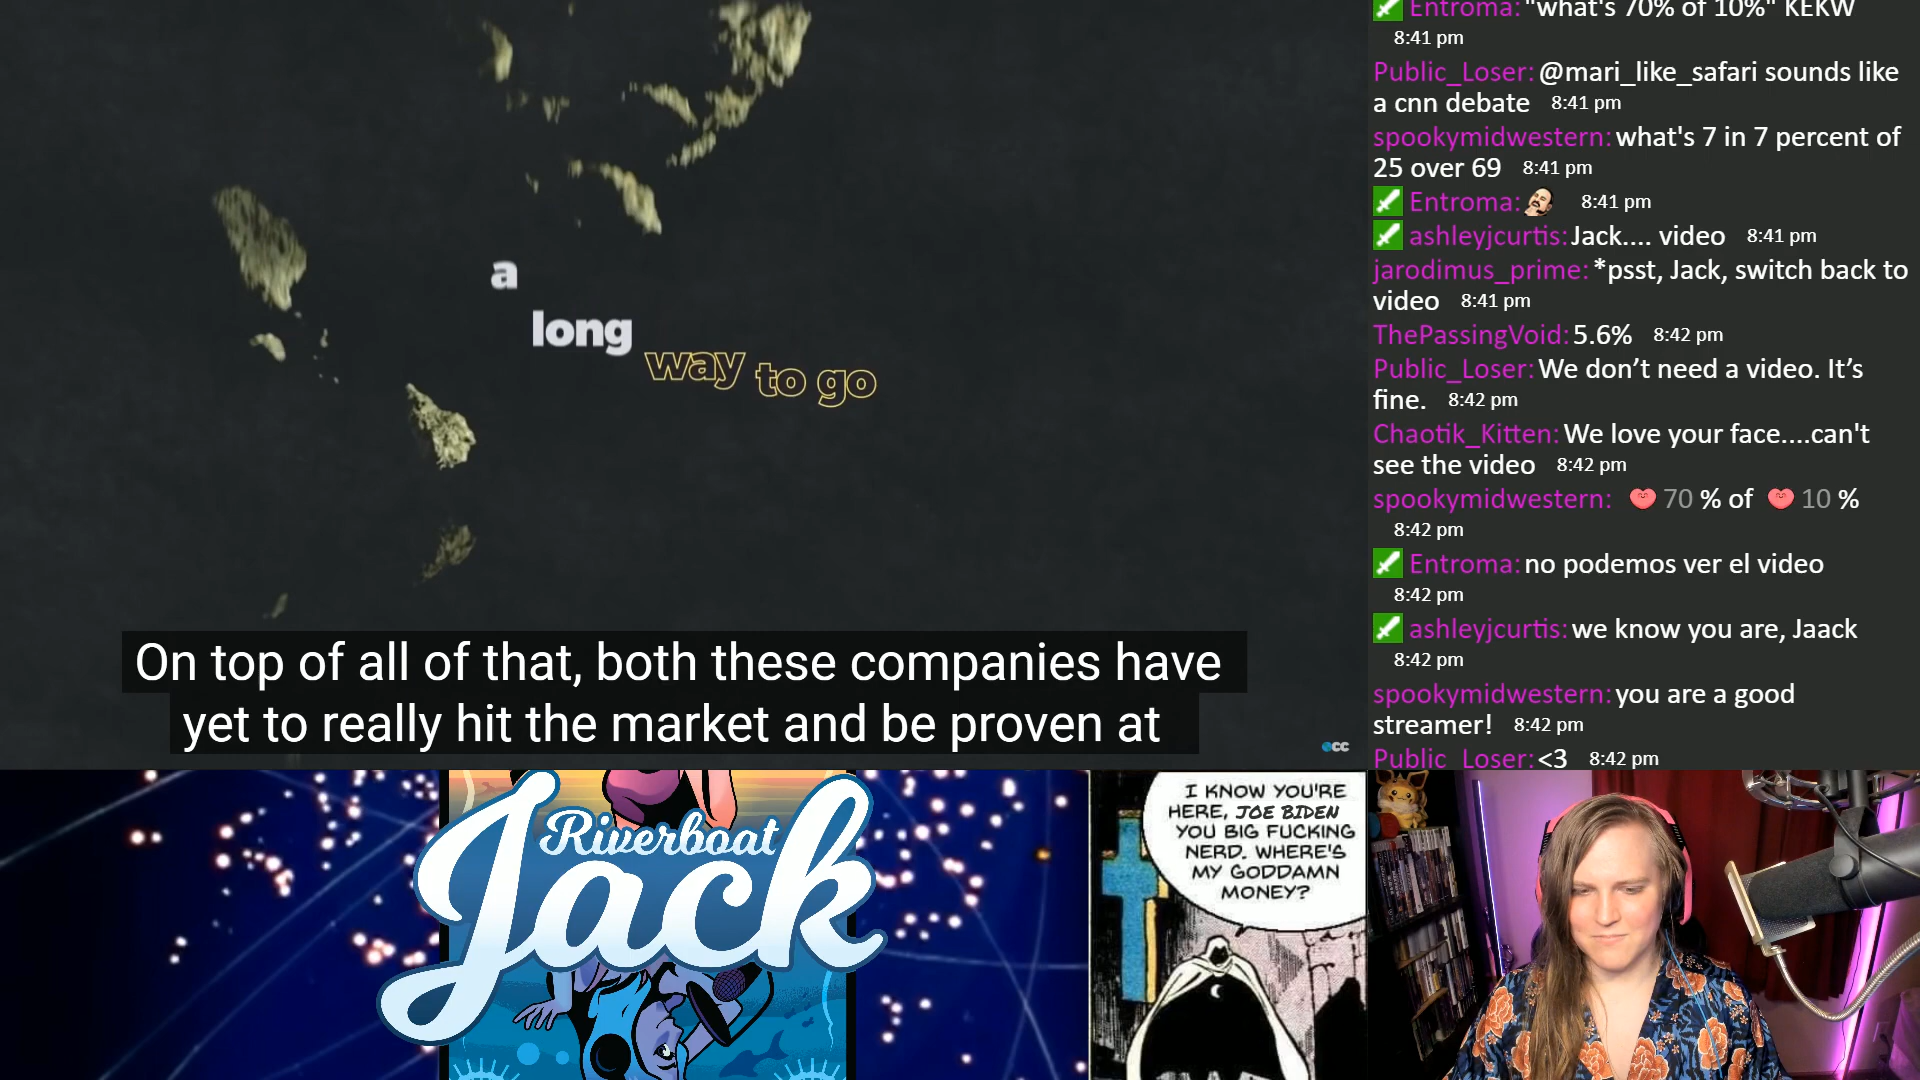 a
long
way to go
On top of all of that, both these companies have
yet to really hit the market and be proven at
CC
Entroma: "what's 70% of 10%" KEKW
8:41 pm
Public_Loser: @mari_like_safari sounds like
a cnn debate 8:41 pm
spookymidwestern: what's 7 in 7 percent of
25 over 69 8:41 pm
Entroma: 8:41 pm
ashleyjcurtis: Jack.... video 8:41 pm
jarodimus_prime: *psst, Jack, switch back to
video 8:41 pm
ThePassingVoid: 5.6% 8:42 pm
Public_Loser: We don’t need a video. It’s
fine. 8:42 pm
Chaotik_Kitten: We love your face....can't
see the video 8:42 pm
spookymidwestern: 70 % of 10 %
8:42 pm
Entroma: no podemos ver el video
8:42 pm
ashleyjcurtis: we know you are, Jaack
8:42 pm
spookymidwestern: you are a good
streamer! 8:42 pm
Public_Loser: <3 8:42 pm
Riverboat
Jack
I KNOW YOU'RE
HERE, JOE BIDEN
YOU BIG FUCKING
NERD. WHERE'S
MY GODDAMN
MONEY?